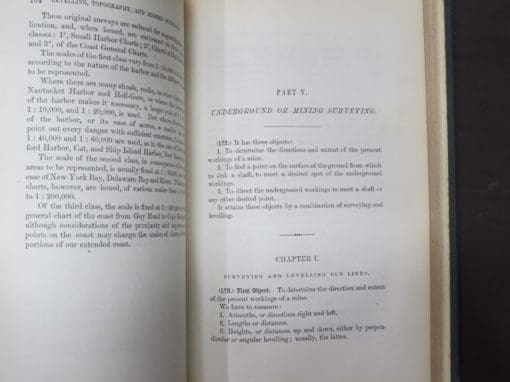 164 LEVELLING, TOPOGRAPHY, AND HIGHER
These original surveys are reduced for
lication, and, when issued, are embraced in
classes: 1°, Small Harbor Charts; 2°, Charts of
and 3°, of the Coast General Charts.
The scales of the first class vary from 1 :
according to the nature of the harbor and the
to be represented.
Where there are many shoals, rocks, or other
Nantucket Harbor and Hell-Gate, or where the
of the harbor makes it necessary, a larger
1 : 10,000, and 1 : 20,000, is used. But when, from the
of the harbor, or its ease of access, a smaller
point out every danger with sufficient exactness,
1 : 40,000 and 1 : 60,000 are used, as in the case of
ford Harbor, Cat, and Ship Island Harbor, New
The scale of the second class, in consequence of
areas to be represented, is usually fixed at 1 :
case of New-York Bay, Delaware Bay and River.
charts, however, are issued, of various scales from
to 1 : 200,000.
Of the third class, the scale is fixed at 1 :
general chart of the coast from Gay Head to Cape
although considerations of the proximity and
points on the coast may change the scales of charts of
portions of our extended coast.
PART V.
UNDERGROUND OR MINING SURVEYING.
(172.) It has three objects:
1. To determine the directions and extent of the present
workings of a mine.
2. To find a point on the surface of the ground from which
to sink a shaft, to meet a desired spot of the underground
workings.
3. To direct the underground workings to meet a shaft or
any other desired point.
It attains these objects by a combination of surveying and
levelling.
CHAPTER I.
SURVEYING AND LEVELLING OLD LINES.
(173.) First Object. To determine the direction and extent
of the present workings of a mine.
We have to measure:
1. Azimuths, or directions right and left.
2. Lengths or distances.
3. Heights, or distances up and down, either by perpen
dicular or angular levelling; usually, the latter.